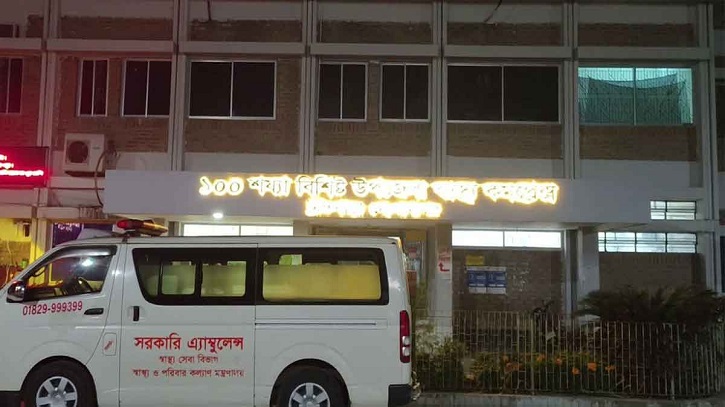 ১০০ শয্যা বিশিষ্ট উপজেলা স্বাস্থ্য কমপ্লেক্স
01829-999399
সরকারি এ্যাম্বুলেন্স
স্বাস্থ্য সেবা বিভাগ
স্বাস্থ্য ও পরিবার কল্যাণ মন্ত্রণালয়